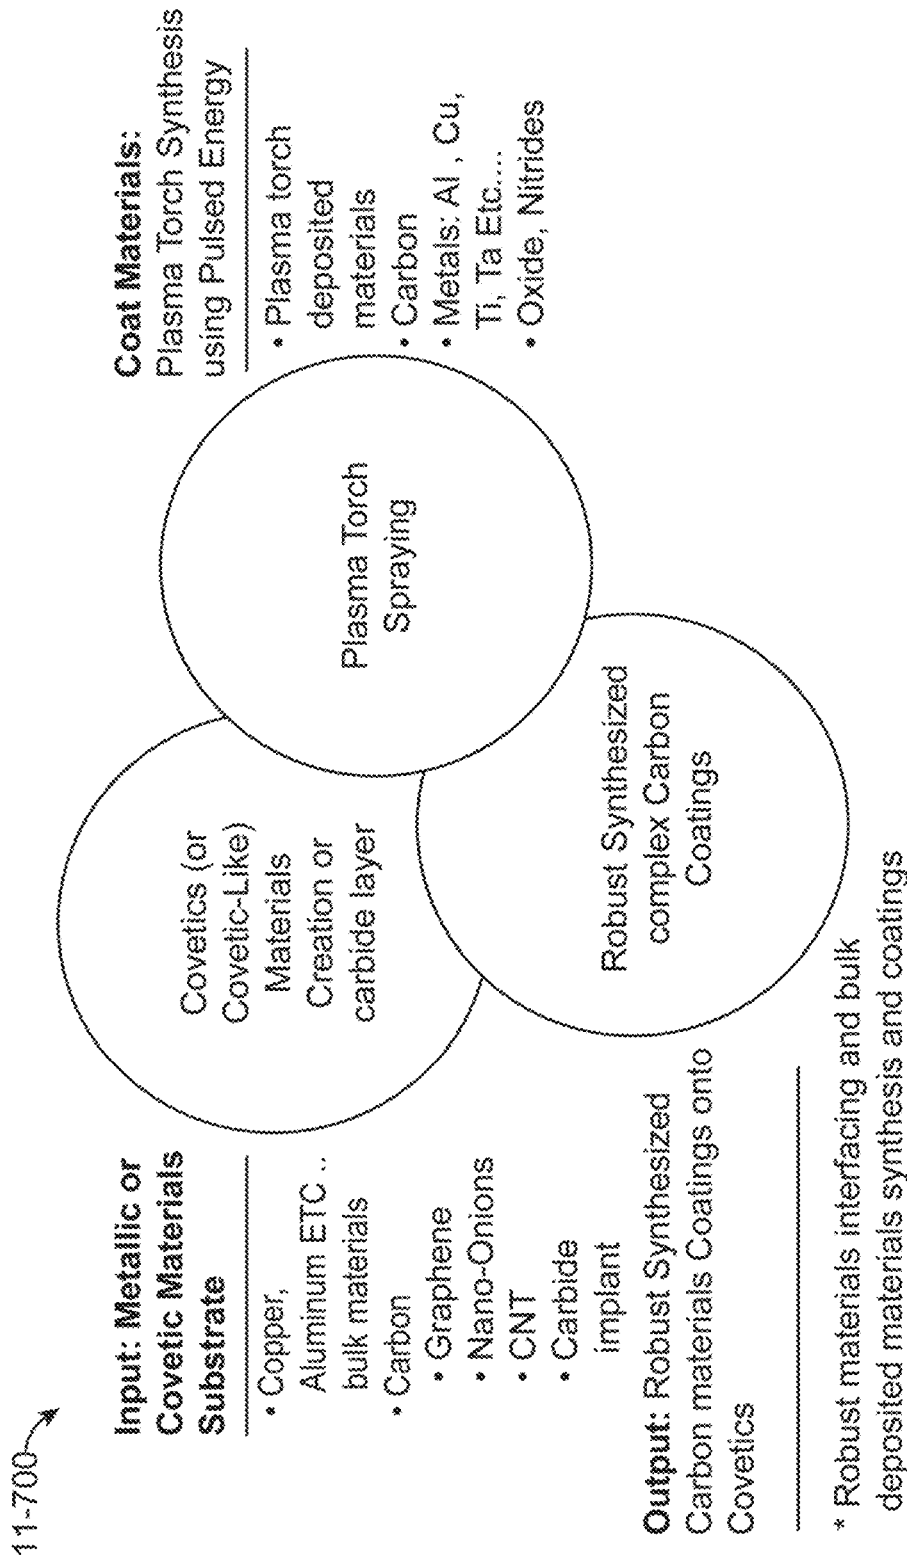 11-700
Input: Metallic or
Covetic Materials
Substrate
• Copper,
Aluminum ETC ..
bulk materials
• Carbon
• Graphene
• Nano-Onions
• CNT
• Carbide
implant
Covetics (or
Covetic-Like)
Materials
Creation or
carbide layer
Plasma Torch
Spraying
Coat Materials:
Plasma Torch Synthesis
using Pulsed Energy
• Plasma torch
deposited
materials
• Carbon
• Metals: Al , Cu,
Ti, Ta Etc....
• Oxide, Nitrides
Robust Synthesized
complex Carbon
Coatings
Output: Robust Synthesized
Carbon materials Coatings onto
Covetics
* Robust materials interfacing and bulk
deposited materials synthesis and coatings